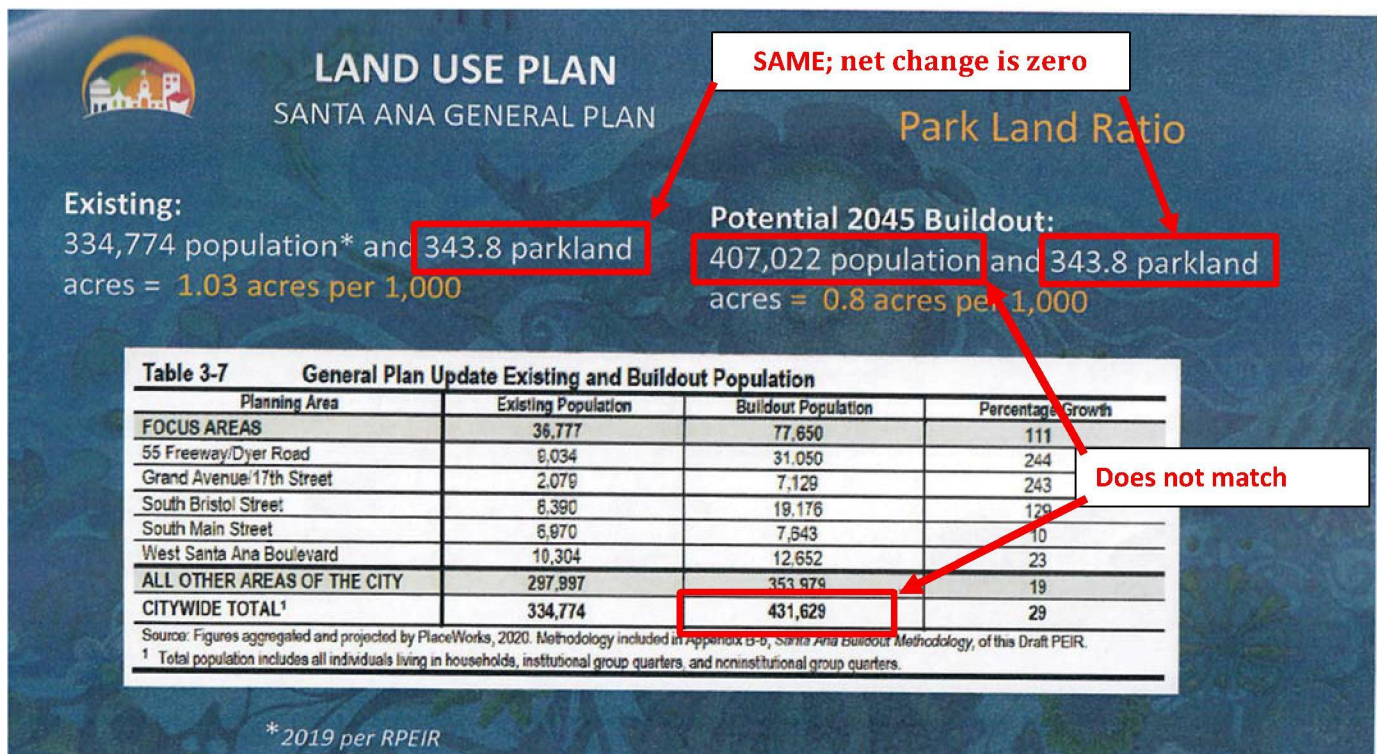 LAND USE PLAN
SANTA ANA GENERAL PLAN
SAME; net change is zero
Park Land Ratio
Existing:
334,774 population* and 343.8 parkland
acres = 1.03 acres per 1,000
Potential 2045 Buildout:
407,022 population and 343.8 parkland
acres = 0.8 acres per 1,000
Table 3-7 General Plan Update Existing and Buildout Population
Planning Area Existing Population Buildout Population Percentage Growth
FOCUS AREAS 36,777 77,650 111
55 Freeway/Dyer Road 9,034 31,050 244
Grand Avenue/17th Street 2,079 7,129 243
South Bristol Street 8,390 19,176 129
South Main Street 6,970 7,643 10
West Santa Ana Boulevard 10,304 12,652 23
ALL OTHER AREAS OF THE CITY 297,997 353,979 19
CITYWIDE TOTAL¹ 334,774 431,629 29
Does not match
Source: Figures aggregated and projected by PlaceWorks, 2020. Methodology included in Appendix B-b, Santa Ana Buildout Methodology, of this Draft PEIR.
¹ Total population includes all individuals living in households, institutional group quarters, and noninstitutional group quarters.
*2019 per RPEIR